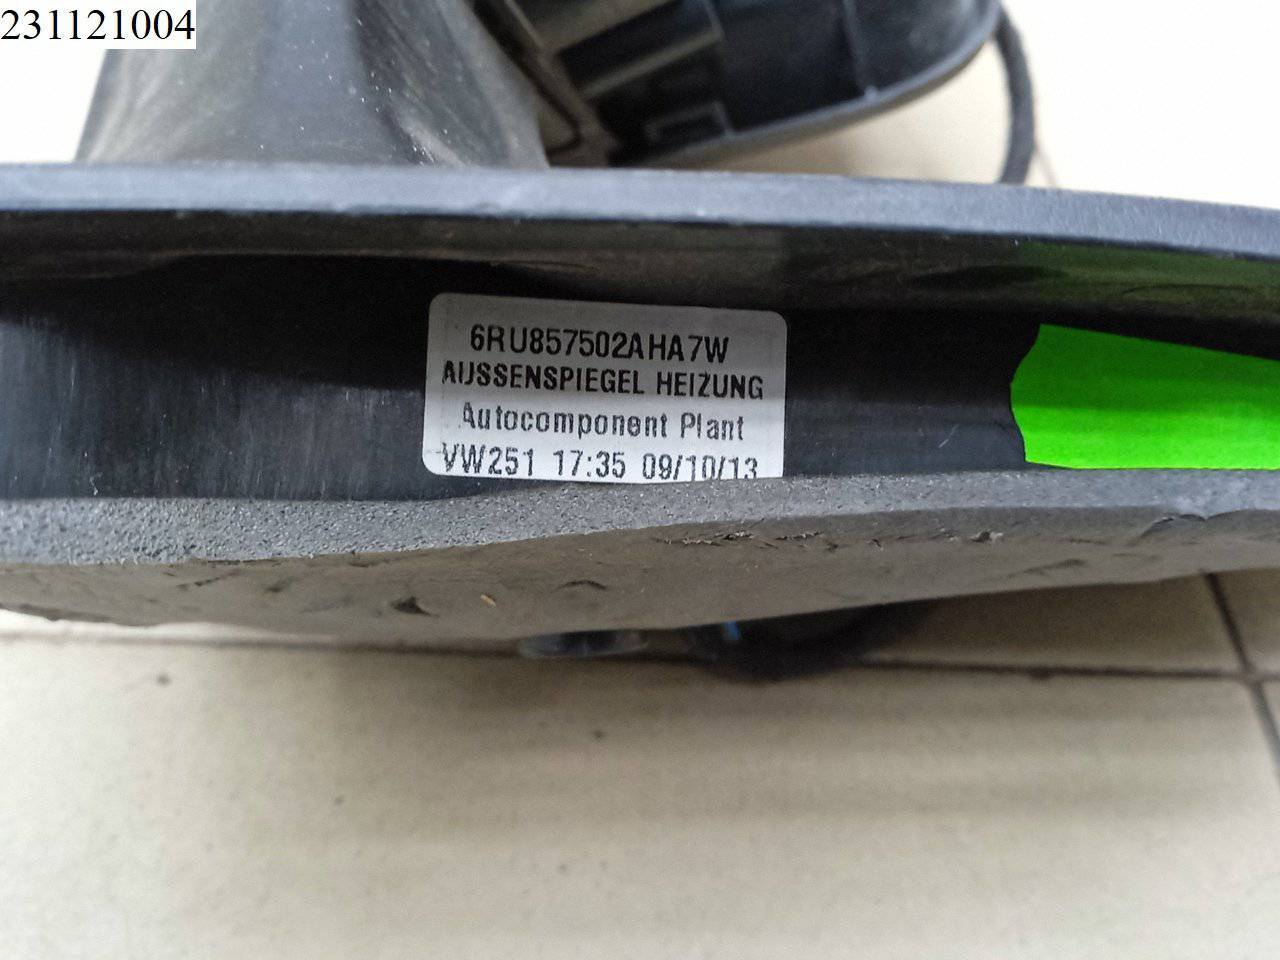 231121004
6RU857502AHA7W
AUSSENSPIEGEL HEIZUNG
Autocomponent Plant
VW251 17:35 09/10/13